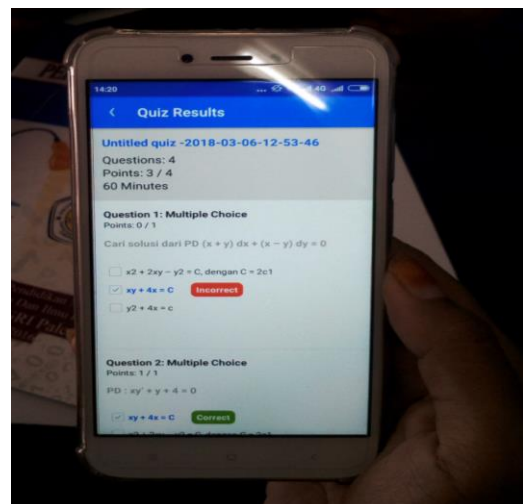 14:20
4G
Quiz Results
Untitled quiz -2018-03-06-12-53-46
Questions: 4
Points: 3 / 4
60 Minutes
Question 1: Multiple Choice
Points: 0 / 1
Cari solusi dari PD (x + y) dx + (x − y) dy = 0
x2 + 2xy − y2 = C, dengan C = 2c1
xy + 4x = C Incorrect
y2 + 4x = c
Question 2: Multiple Choice
Points: 1 / 1
PD : xy' + y + 4 = 0
xy + 4x = C Correct